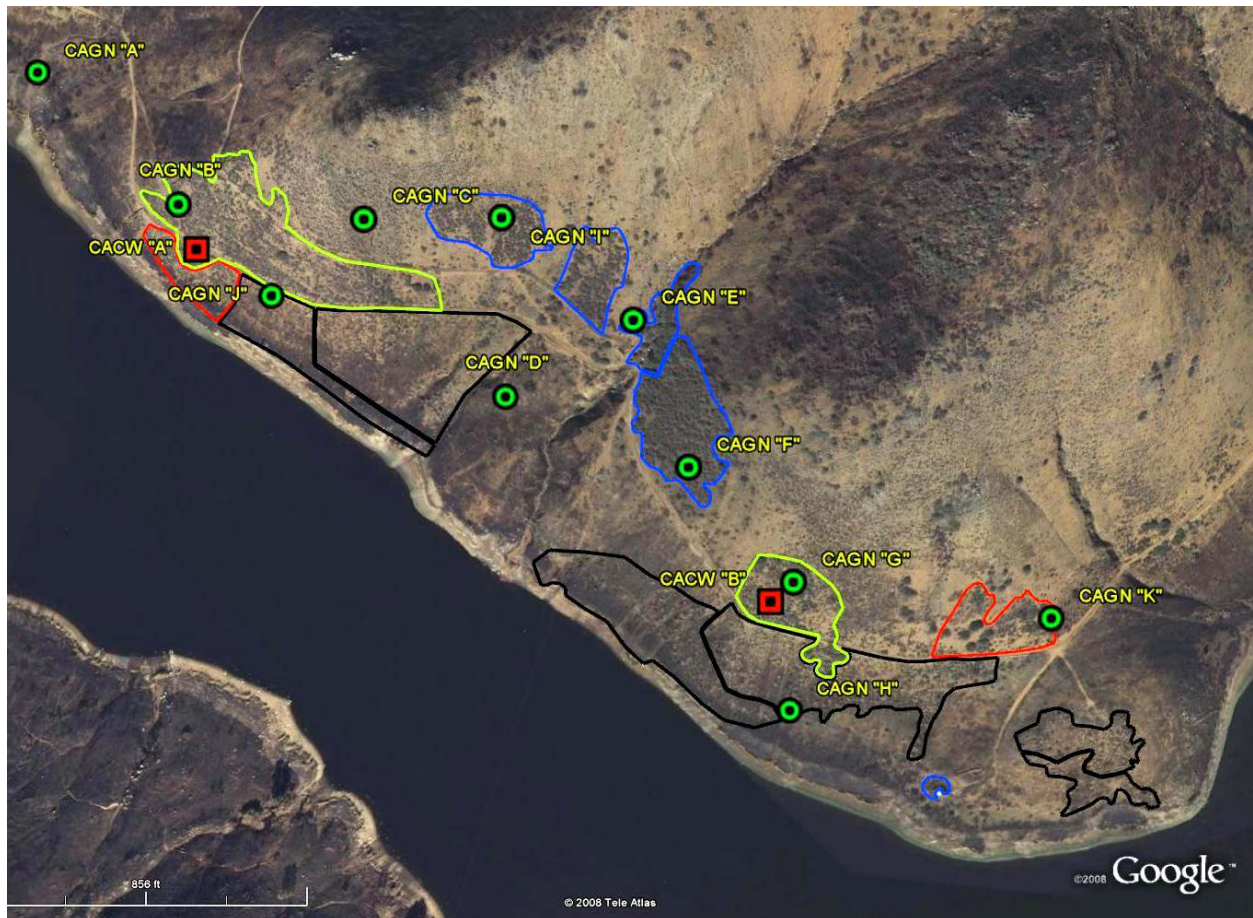 CAGN "A"
CAGN "B"
CAGN "C"
CAGN "I"
CACW "A"
CAGN "J"
CAGN "E"
CAGN "D"
CAGN "F"
CAGN "G"
CACW "B"
CAGN "K"
CAGN "H"
856 ft
© 2008 Tele Atlas
©2008 Google™